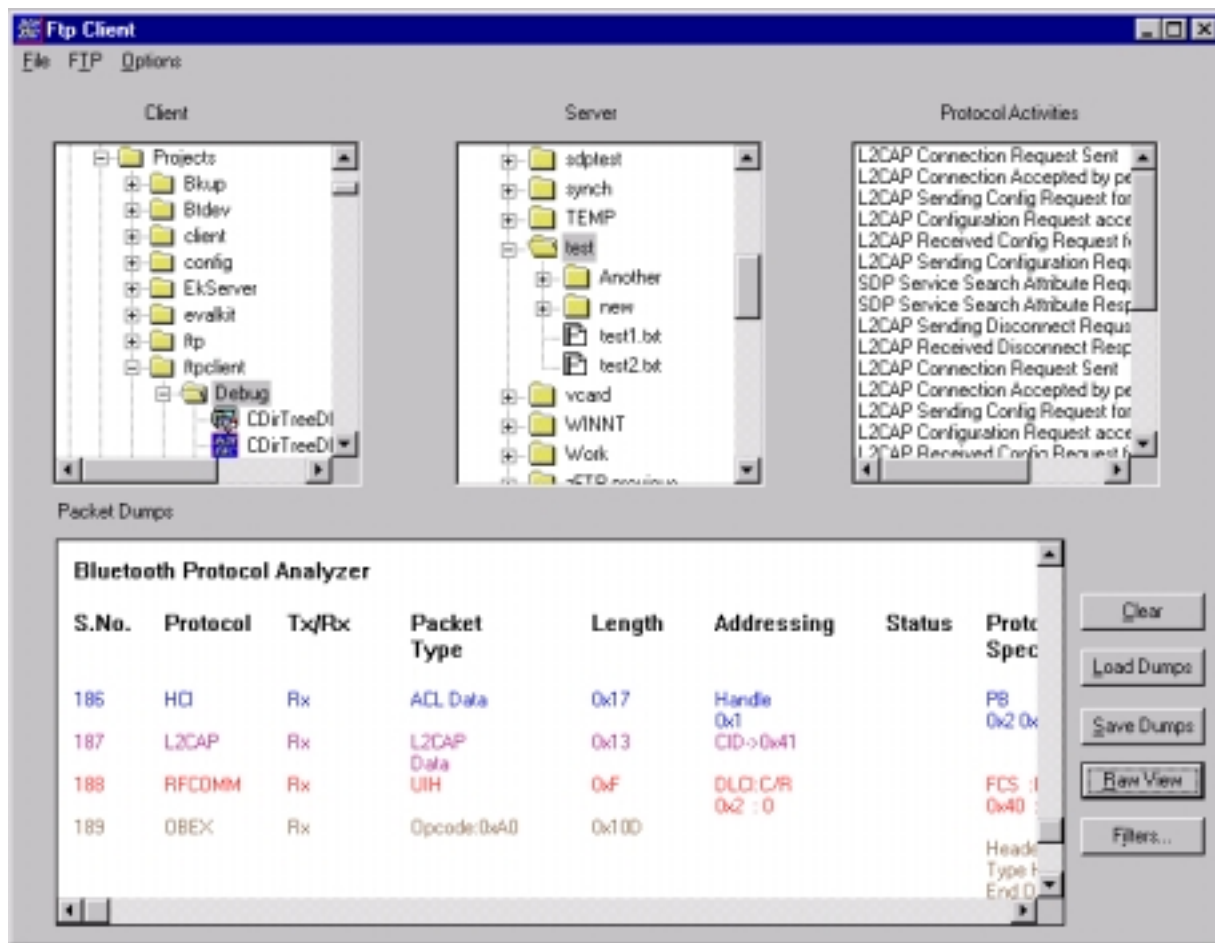 Ftp Client
File FTP Options
Client
Server
Protocol Activities
Projects
Bkup
Btdev
client
config
EkServer
evalkit
ftp
ftpclient
Debug
CDirTreeDl
CDirTreeDl
sdptest
synch
TEMP
test
Another
new
test1.txt
test2.txt
vcard
WINNT
Work
L2CAP Connection Request Sent
L2CAP Connection Accepted by pe
L2CAP Sending Config Request for
L2CAP Configuration Request acce
L2CAP Received Config Request f
L2CAP Sending Configuration Requ
SDP Service Search Attribute Requ
SDP Service Search Attribute Resp
L2CAP Sending Disconnect Reque
L2CAP Received Disconnect Resp
L2CAP Connection Request Sent
L2CAP Connection Accepted by pe
L2CAP Sending Config Request for
L2CAP Configuration Request acce
L2CAP Received Config Request f
Packet Dumps
Bluetooth Protocol Analyzer
S.No. Protocol Tx/Rx Packet Type Length Addressing Status Proto Spec
186 HCI Rx ACL Data 0x17 Handle 0x1 PB 0x2 0x
187 L2CAP Rx L2CAP Data 0x13 CID->0x41
188 RFCOMM Rx UIH 0xF DLCI:C/R 0x2 : 0 FCS : 0x40 :
189 OBEX Rx Opcode:0xA0 0x10D
Heade
Type H
End.O
Clear
Load Dumps
Save Dumps
Raw View
Filters...